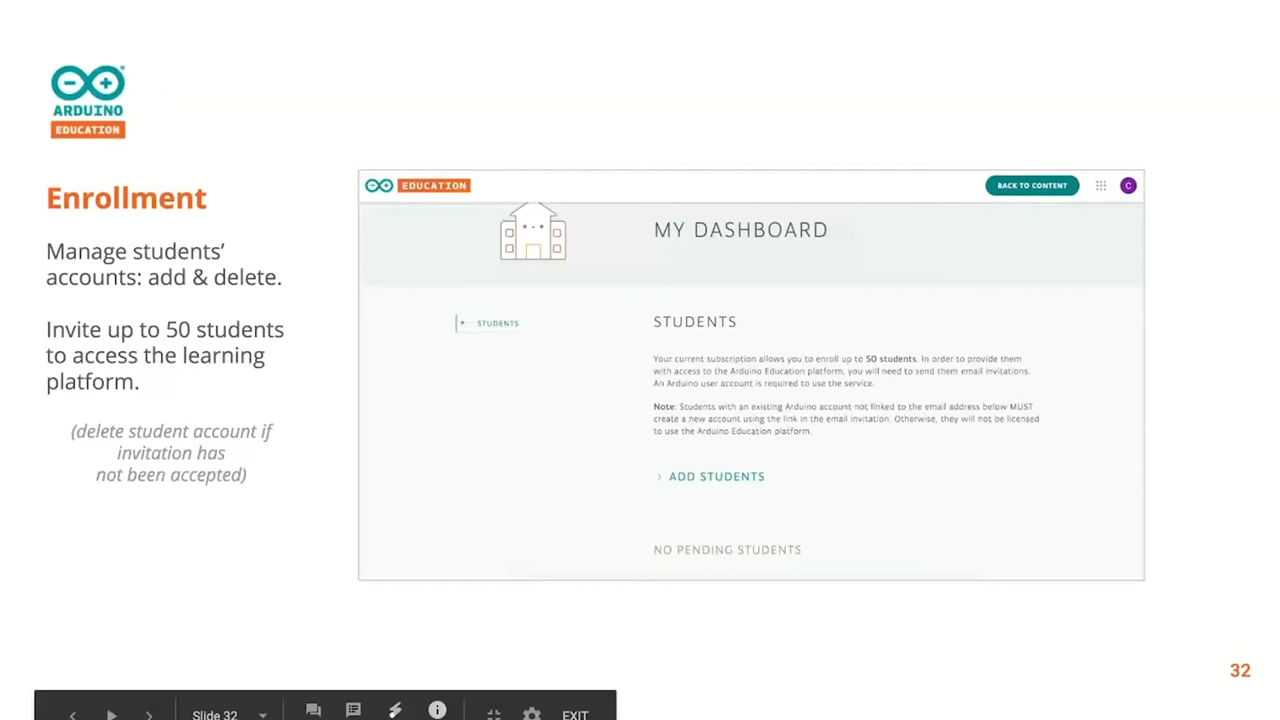 ARDUINO
EDUCATION
Enrollment
Manage students’
accounts: add & delete.
Invite up to 50 students
to access the learning
platform.
(delete student account if
invitation has
not been accepted)
EDUCATION
BACK TO CONTENT
C
MY DASHBOARD
STUDENTS
STUDENTS
Your current subscription allows you to enroll up to 50 students. In order to provide them
with access to the Arduino Education platform, you will need to send them email invitations.
An Arduino user account is required to use the service.
Note: Students with an existing Arduino account not linked to the email address below MUST
create a new account using the link in the email invitation. Otherwise, they will not be licensed
to use the Arduino Education platform.
ADD STUDENTS
NO PENDING STUDENTS
32
Slide 32
EXIT